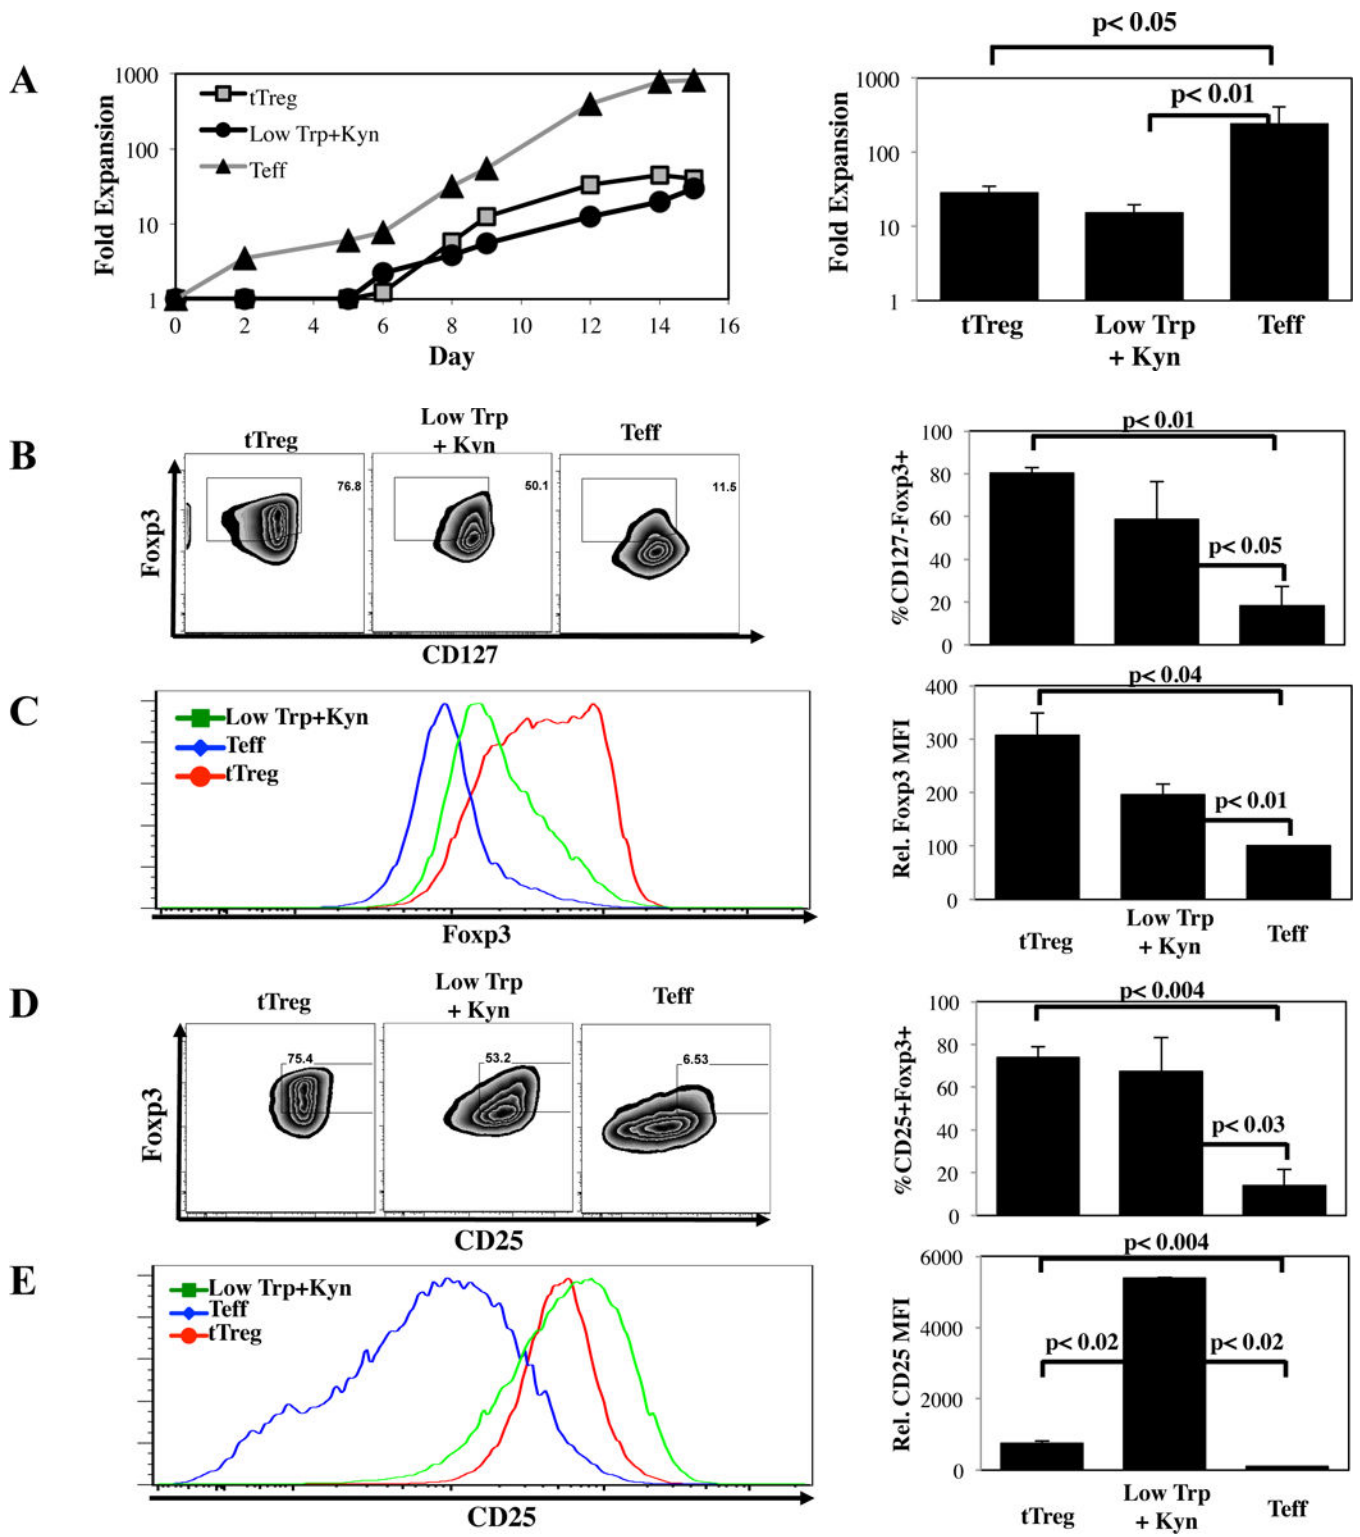 A
1000
100
10
1
Fold Expansion
tTreg
Low Trp+Kyn
Teff
0 2 4 6 8 10 12 14 16
Day
p< 0.05
p< 0.01
1000
100
10
1
Fold Expansion
tTreg
Low Trp
+ Kyn
Teff
B
tTreg
Low Trp
+ Kyn
Teff
76.8
50.1
11.5
Foxp3
CD127
p< 0.01
p< 0.05
100
80
60
40
20
0
%CD127-Foxp3+
C
Low Trp+Kyn
Teff
tTreg
Foxp3
p< 0.04
p< 0.01
400
300
200
100
0
Rel. Foxp3 MFI
tTreg
Low Trp
+ Kyn
Teff
D
tTreg
Low Trp
+ Kyn
Teff
75.4
53.2
6.53
Foxp3
CD25
p< 0.004
p< 0.03
100
80
60
40
20
0
%CD25+Foxp3+
E
Low Trp+Kyn
Teff
tTreg
CD25
p< 0.004
p< 0.02
p< 0.02
6000
4000
2000
0
Rel. CD25 MFI
tTreg
Low Trp
+ Kyn
Teff